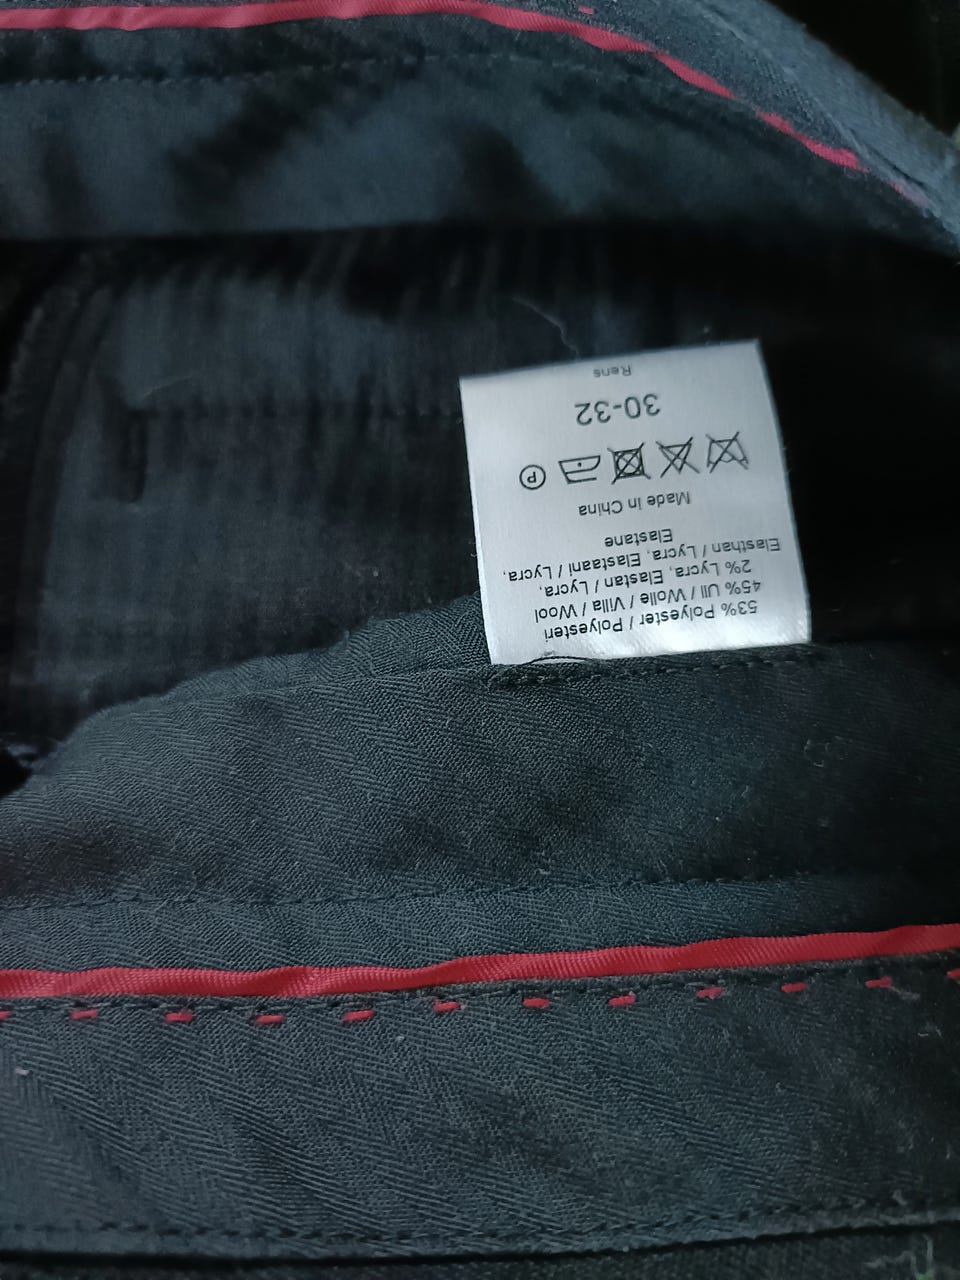 53% Polyester / Polyesteri
45% Ull / Wolle / Villa / Wool
2% Lycra, Elastan / Lycra,
Elasthan / Lycra, Elastaani / Lycra,
Elastane
Made in China
P
30-32
Rens